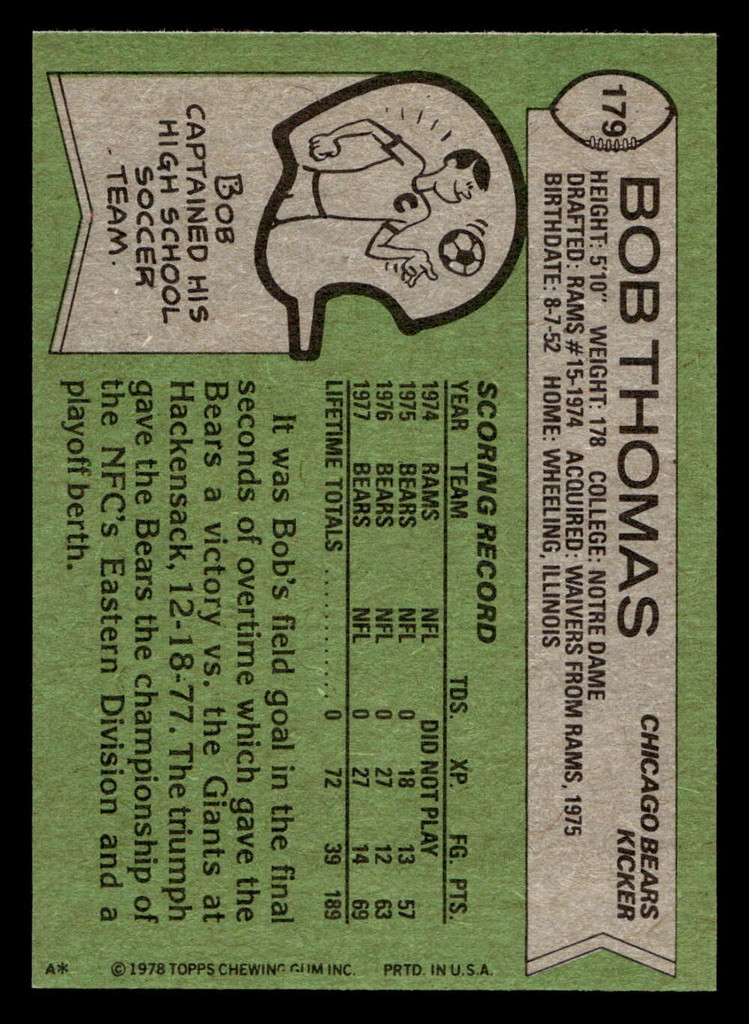 179
BOB THOMAS
CHICAGO BEARS
KICKER
HEIGHT: 5'10" WEIGHT: 178 COLLEGE: NOTRE DAME
DRAFTED: RAMS #15-1974 ACQUIRED: WAIVERS FROM RAMS, 1975
BIRTHDATE: 8-7-52 HOME: WHEELING, ILLINOIS
C
BOB
CAPTAINED HIS
HIGH SCHOOL
SOCCER
TEAM.
SCORING RECORD
YEAR TEAM TDS. XP. FG. PTS.
1974 RAMS NFL DID NOT PLAY
1975 BEARS NFL 0 18 13 57
1976 BEARS NFL 0 27 12 63
1977 BEARS NFL 0 27 14 69
LIFETIME TOTALS ............ 0 72 39 189
It was Bob's field goal in the final
seconds of overtime which gave the
Bears a victory vs. the Giants at
Hackensack, 12-18-77. The triumph
gave the Bears the championship of
the NFC's Eastern Division and a
playoff berth.
A* © 1978 TOPPS CHEWING GUM INC. PRTD. IN U.S.A.